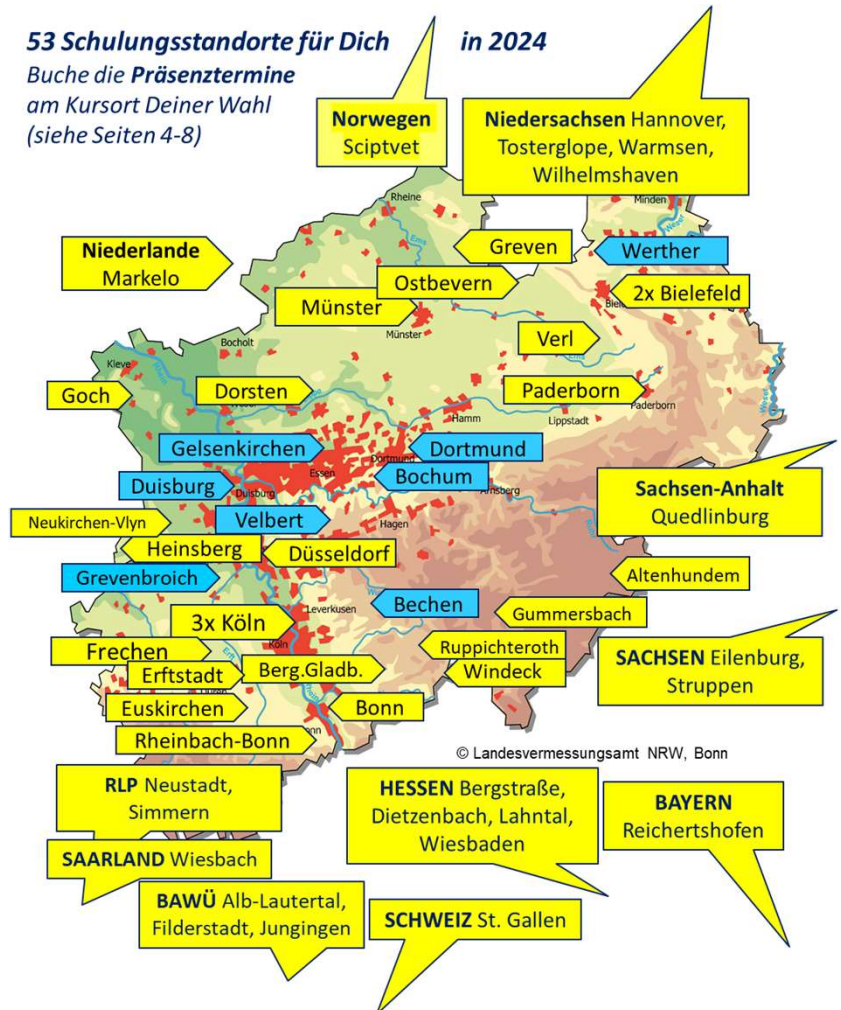 53 Schulungsstandorte für Dich in 2024
Buche die Präsenztermine
am Kursort Deiner Wahl
(siehe Seiten 4-8)
Norwegen
Sciptvet
Niedersachsen Hannover,
Tosterglope, Warmsen,
Wilhelmshaven
Rheine
Minden
Weser
Ems
Greven
Werther
Niederlande
Markelo
Ostbevern
2x Bielefeld
Münster
Münster
Bocholt
Verl
Ems
Kleve
Rhein
Goch
Dorsten
Paderborn
Paderborn
Hamm
Lippstadt
Weser
Gelsenkirchen
Dortmund
Dortmund
Essen
Duisburg
Duisburg
Bochum
Arnsberg
Sachsen-Anhalt
Quedlinburg
Neukirchen-Vlyn
Velbert
Hagen
Heinsberg
Düsseldorf
Grevenbroich
Altenhundem
Bechen
Leverkusen
Gummersbach
3x Köln
Köln
Frechen
Erft
Ruppichteroth
SACHSEN Eilenburg,
Struppen
Erftstadt
Berg.Gladb.
Windeck
Euskirchen
Bonn
Rheinbach-Bonn
© Landesvermessungsamt NRW, Bonn
RLP Neustadt,
Simmern
HESSEN Bergstraße,
Dietzenbach, Lahntal,
Wiesbaden
BAYERN
Reichertshofen
SAARLAND Wiesbach
BAWÜ Alb-Lautertal,
Filderstadt, Jungingen
SCHWEIZ St. Gallen